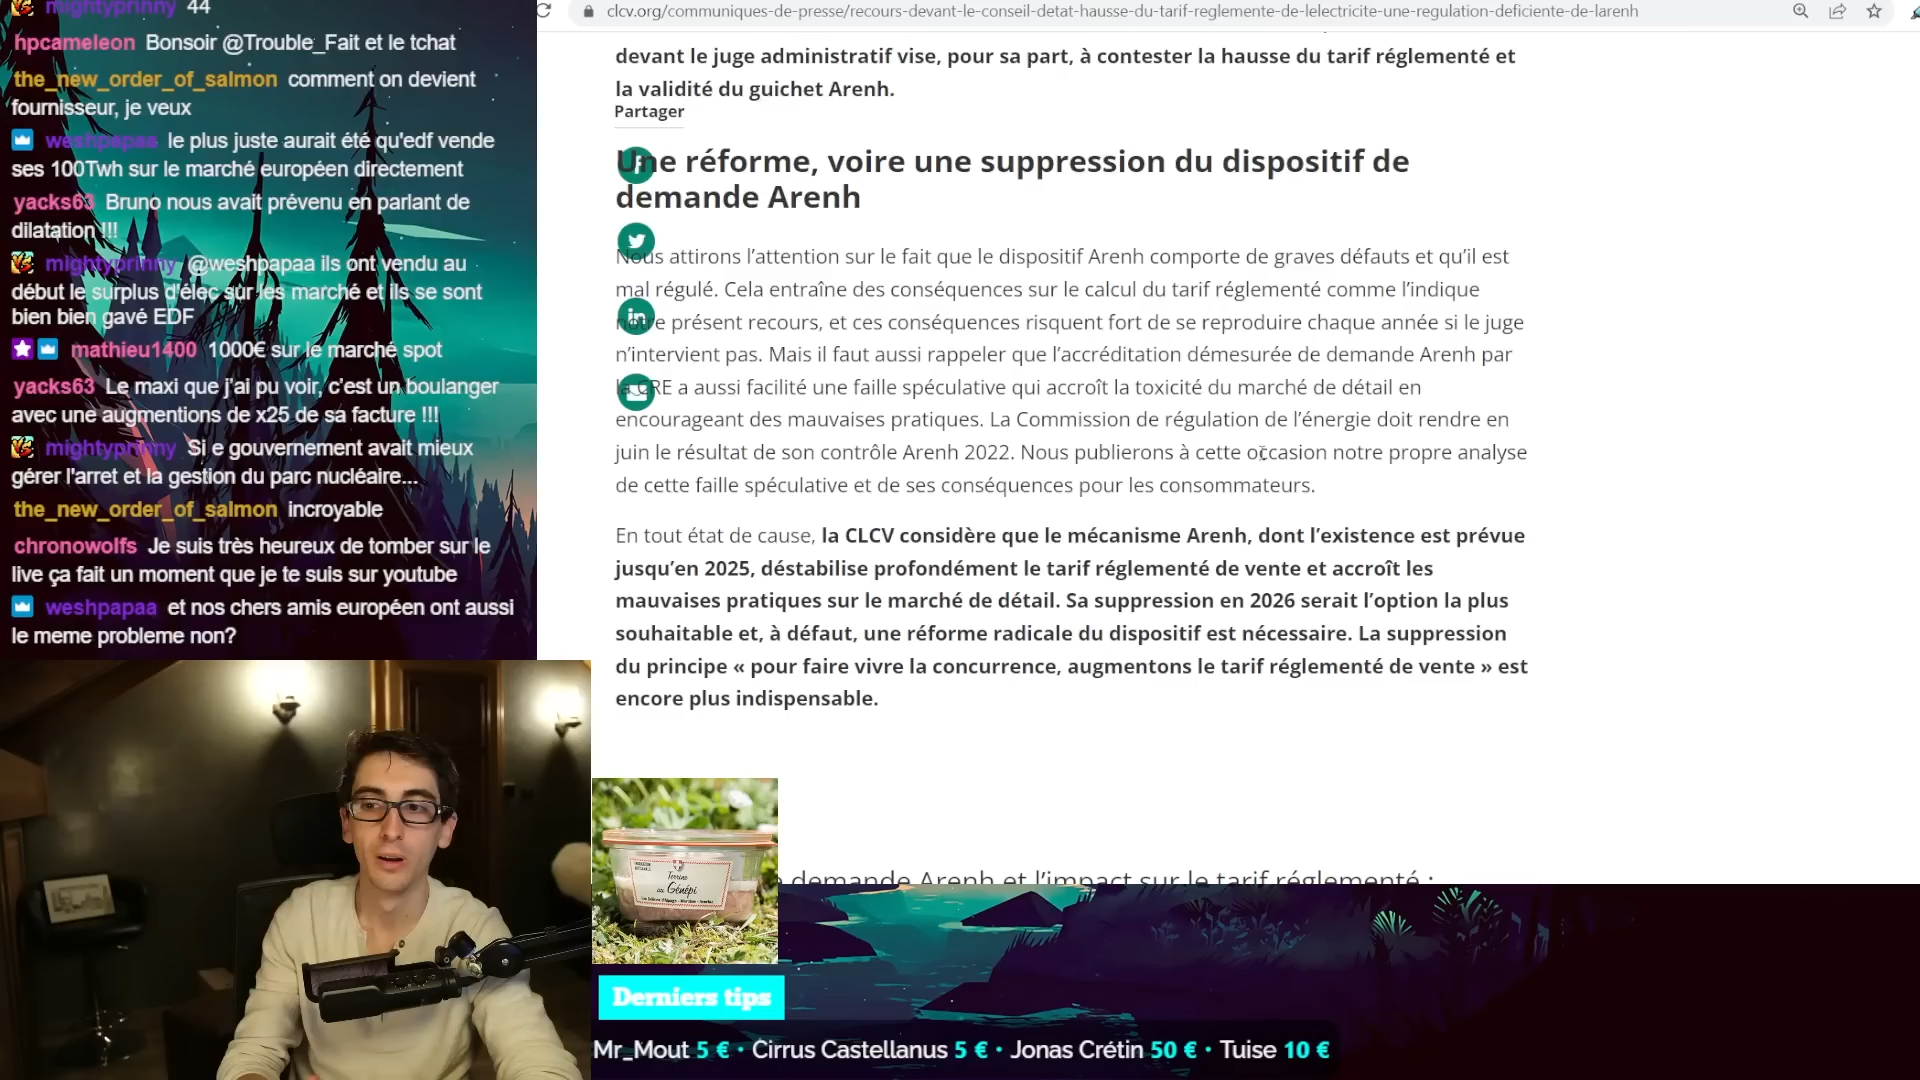 mightyprinny 44
hpcameleon Bonsoir @Trouble_Fait et le tchat
the_new_order_of_salmon comment on devient
fournisseur, je veux
weshpapaa le plus juste aurait été qu'edf vende
ses 100Twh sur le marché européen directement
yacks63 Bruno nous avait prévenu en parlant de
dilatation !!!
mightyprinny @weshpapaa ils ont vendu au
début le surplus d'élec sur les marché et ils se sont
bien bien gavé EDF
mathieu1400 1000€ sur le marché spot
yacks63 Le maxi que j'ai pu voir, c'est un boulanger
avec une augmentions de x25 de sa facture !!!
mightyprinny Si e gouvernement avait mieux
gérer l'arret et la gestion du parc nucléaire...
the_new_order_of_salmon incroyable
chronowolfs Je suis très heureux de tomber sur le
live ça fait un moment que je te suis sur youtube
weshpapaa et nos chers amis européen ont aussi
le meme probleme non?
clcv.org/communiques-de-presse/recours-devant-le-conseil-detat-hausse-du-tarif-reglemente-de-lelectricite-une-regulation-deficiente-de-larenh
devant le juge administratif vise, pour sa part, à contester la hausse du tarif réglementé et
la validité du guichet Arenh.
Partager
Une réforme, voire une suppression du dispositif de
demande Arenh
Nous attirons l’attention sur le fait que le dispositif Arenh comporte de graves défauts et qu’il est
mal régulé. Cela entraîne des conséquences sur le calcul du tarif réglementé comme l’indique
notre présent recours, et ces conséquences risquent fort de se reproduire chaque année si le juge
n’intervient pas. Mais il faut aussi rappeler que l’accréditation démesurée de demande Arenh par
la CRE a aussi facilité une faille spéculative qui accroît la toxicité du marché de détail en
encourageant des mauvaises pratiques. La Commission de régulation de l’énergie doit rendre en
juin le résultat de son contrôle Arenh 2022. Nous publierons à cette occasion notre propre analyse
de cette faille spéculative et de ses conséquences pour les consommateurs.
En tout état de cause, la CLCV considère que le mécanisme Arenh, dont l’existence est prévue
jusqu’en 2025, déstabilise profondément le tarif réglementé de vente et accroît les
mauvaises pratiques sur le marché de détail. Sa suppression en 2026 serait l’option la plus
souhaitable et, à défaut, une réforme radicale du dispositif est nécessaire. La suppression
du principe « pour faire vivre la concurrence, augmentons le tarif réglementé de vente » est
encore plus indispensable.
demande Arenh et l’impact sur le tarif réglementé :
Terrine
au Génépi
Derniers tips
Mr_Mout 5 € · Cirrus Castellanus 5 € · Jonas Crétin 50 € · Tuise 10 €